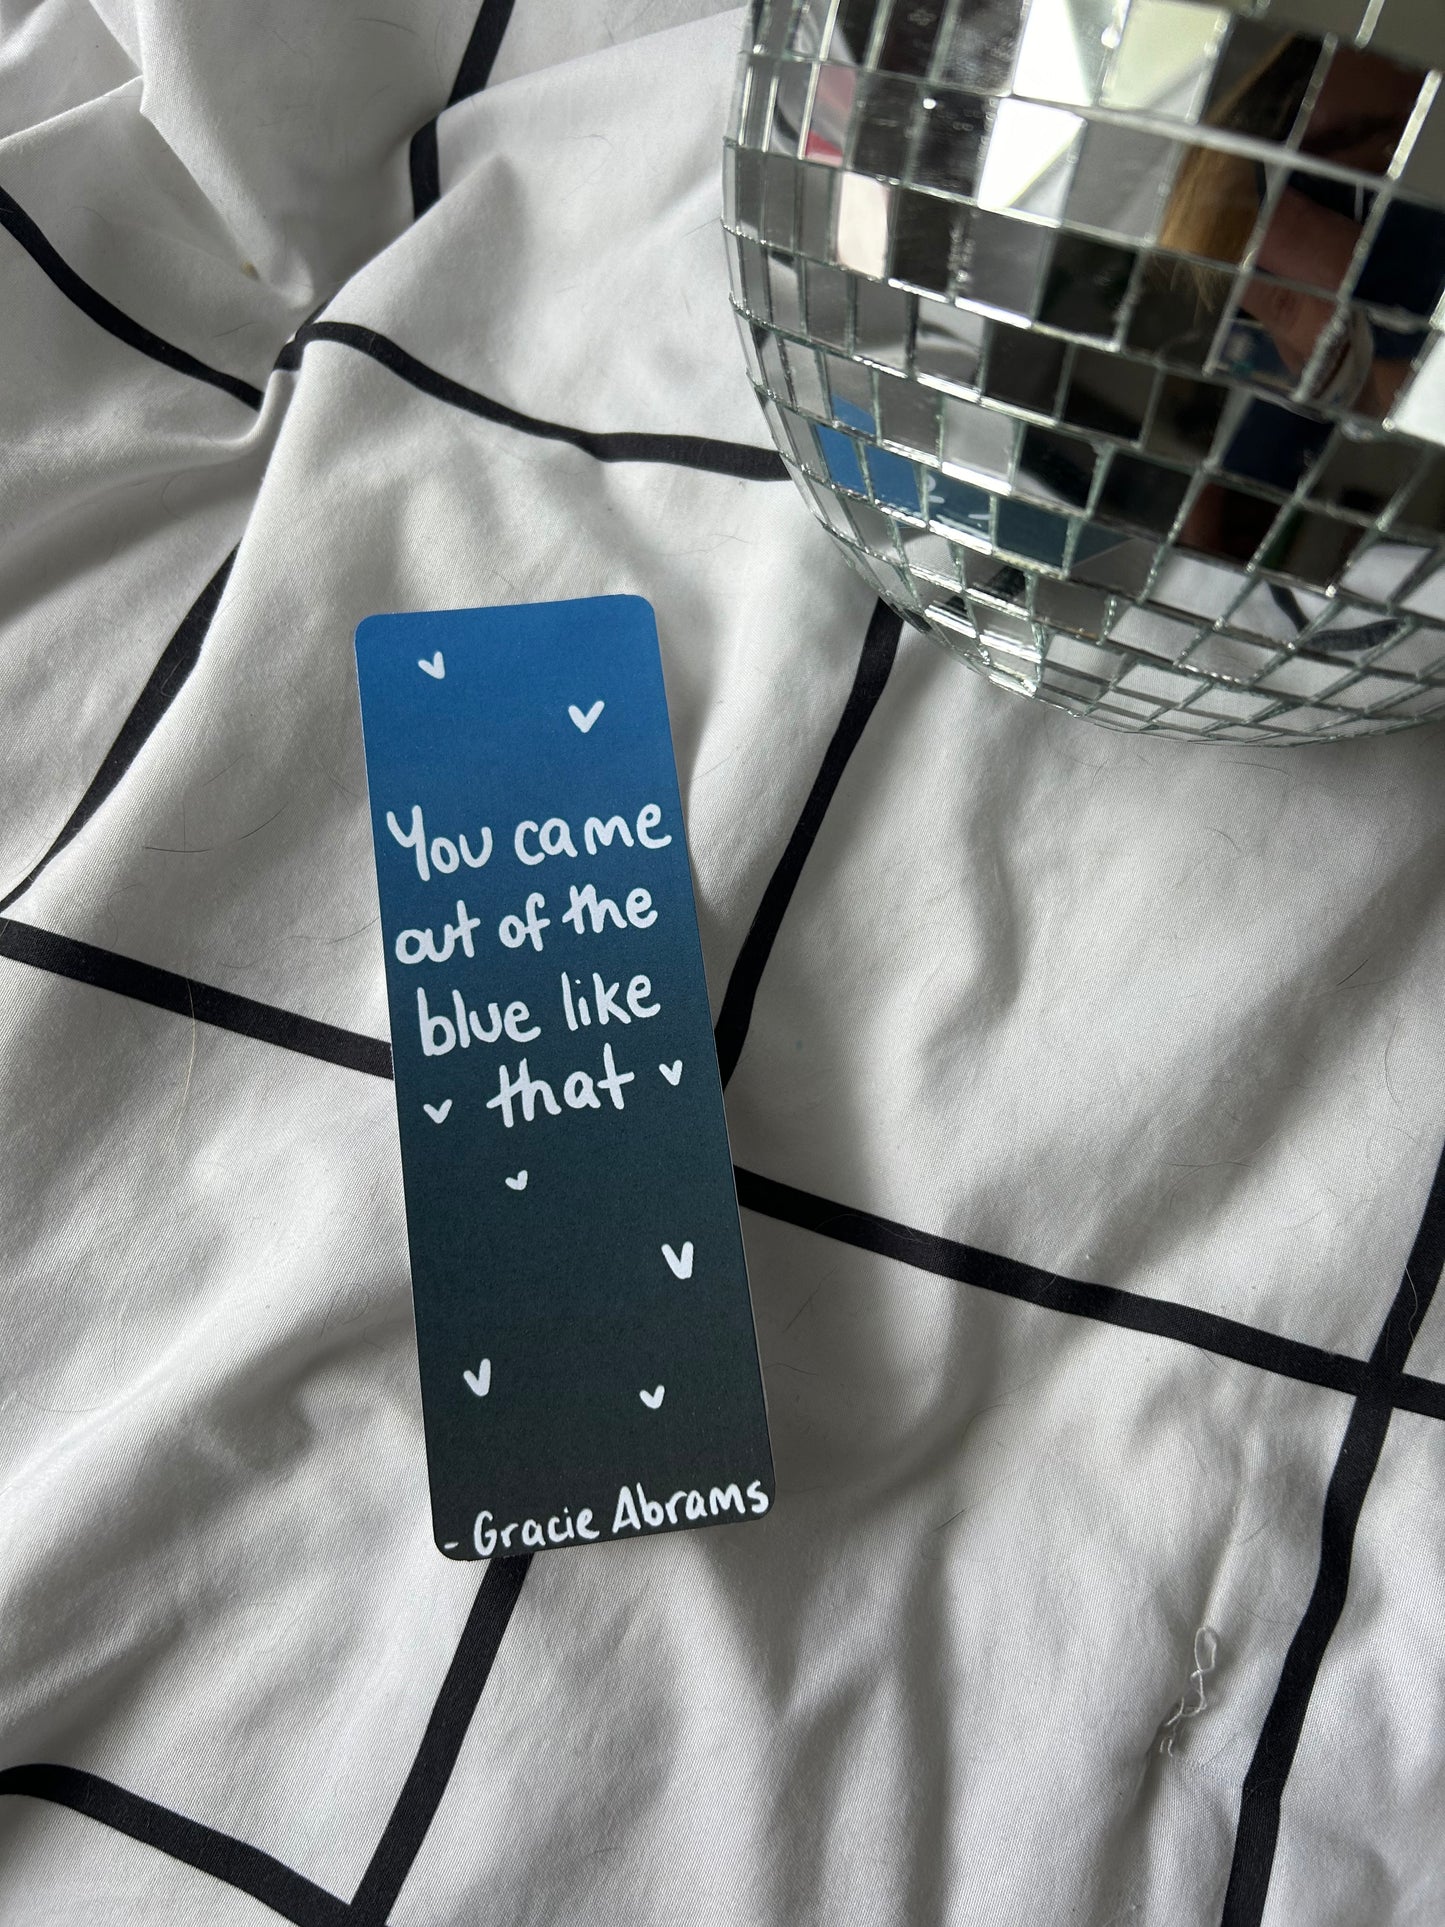 You came
out of the
blue like
that
- Gracie Abrams